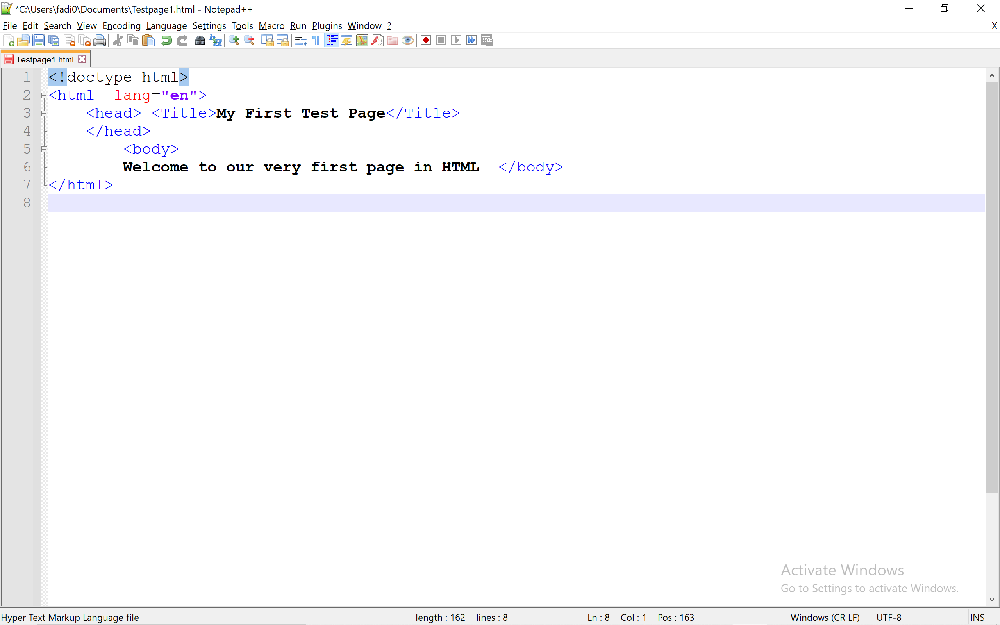 *C:\Users\fadi0\Documents\Testpage1.html - Notepad++
File Edit Search View Encoding Language Settings Tools Macro Run Plugins Window ? X
Testpage1.html
1 <!doctype html>
2 <html  lang="en">
3 <head> <Title>My First Test Page</Title>
4 </head>
5 <body>
6 Welcome to our very first page in HTML  </body>
7 </html>
8
Activate Windows
Go to Settings to activate Windows.
Hyper Text Markup Language file length : 162 lines : 8 Ln : 8 Col : 1 Pos : 163 Windows (CR LF) UTF-8 INS